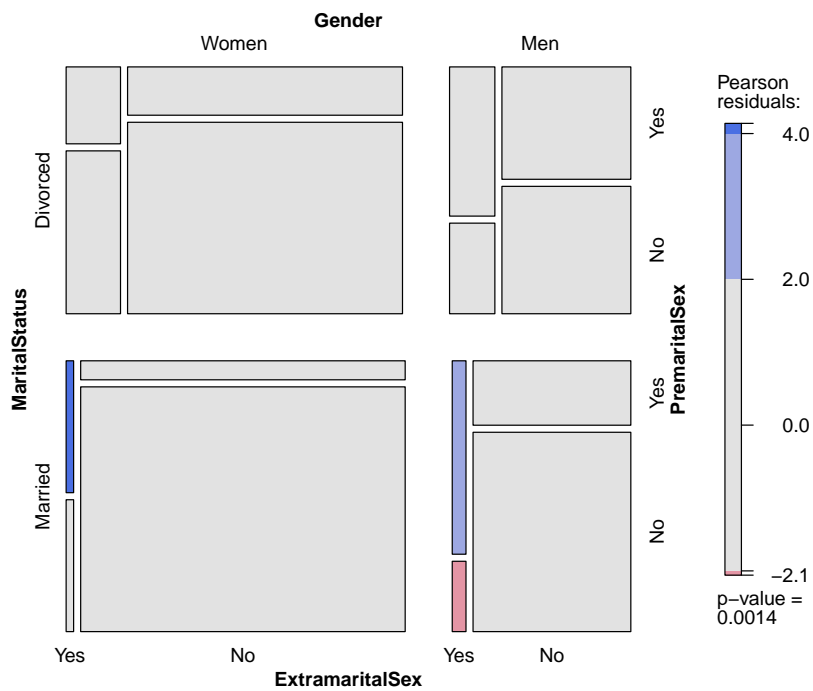 Gender
Women
Men
Pearson
residuals:
4.0
2.0
0.0
−2.1
p−value =
0.0014
MaritalStatus
Divorced
Married
PremaritalSex
Yes
No
Yes
No
Yes
No
Yes
No
ExtramaritalSex